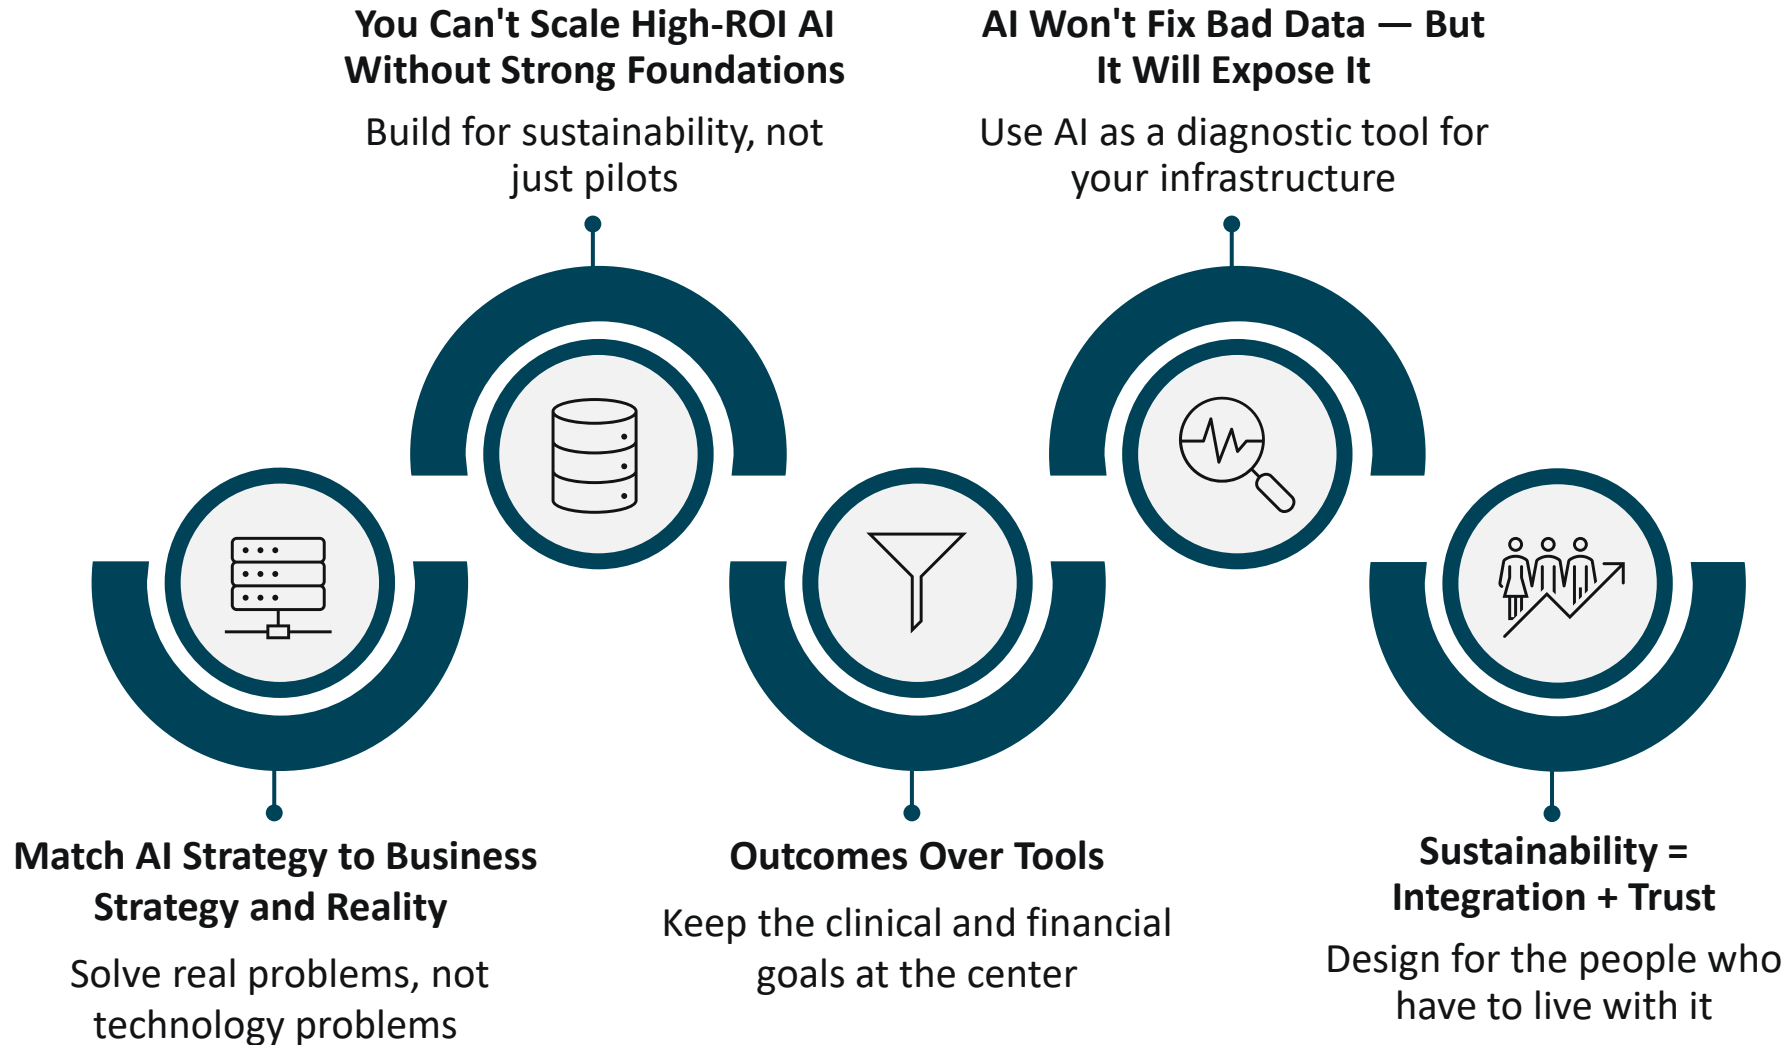 You Can't Scale High-ROI AI
Without Strong Foundations
Build for sustainability, not
just pilots
AI Won't Fix Bad Data — But
It Will Expose It
Use AI as a diagnostic tool for
your infrastructure
Match AI Strategy to Business
Strategy and Reality
Solve real problems, not
technology problems
Outcomes Over Tools
Keep the clinical and financial
goals at the center
Sustainability =
Integration + Trust
Design for the people who
have to live with it